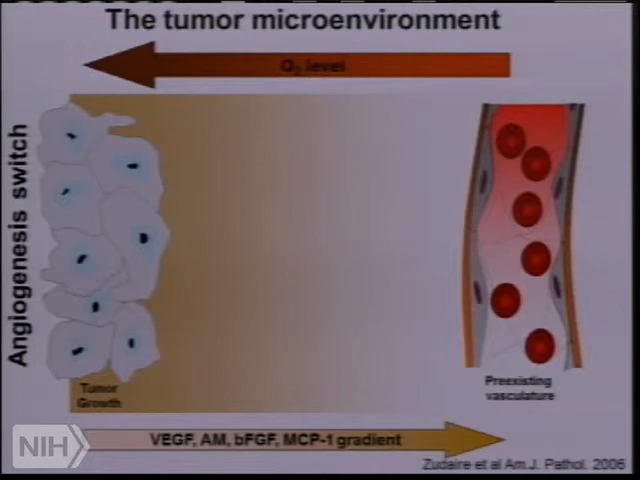 The tumor microenvironment
O2 level
Angiogenesis switch
Tumor
Growth
Preexisting
vasculature
VEGF, AM, bFGF, MCP-1 gradient
NIH
Zudaire et al Am.J. Pathol. 2006